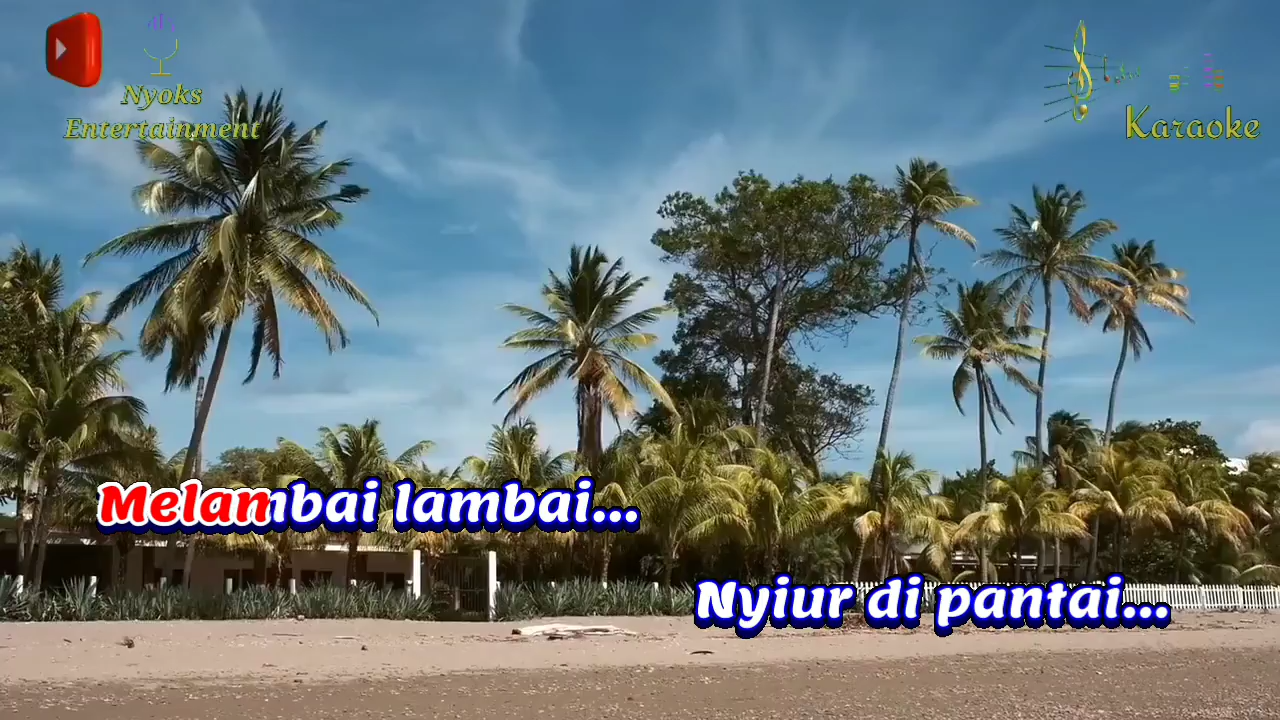 Nyoks
Entertainment
Karaoke
Melambai lambai...
Nyiur di pantai...